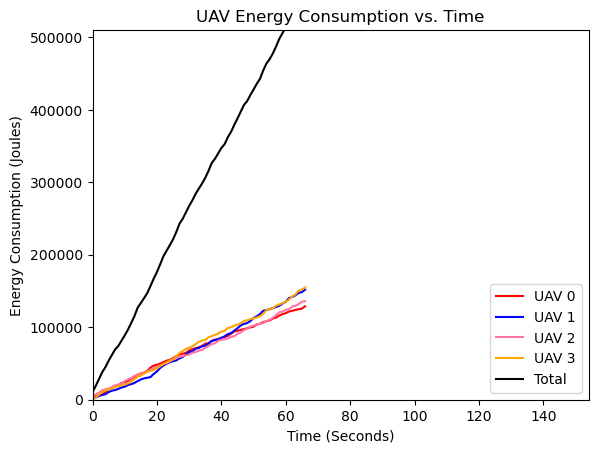 UAV Energy Consumption vs. Time
500000
400000
300000
200000
100000
0
Energy Consumption (Joules)
0 20 40 60 80 100 120 140
Time (Seconds)
UAV 0
UAV 1
UAV 2
UAV 3
Total